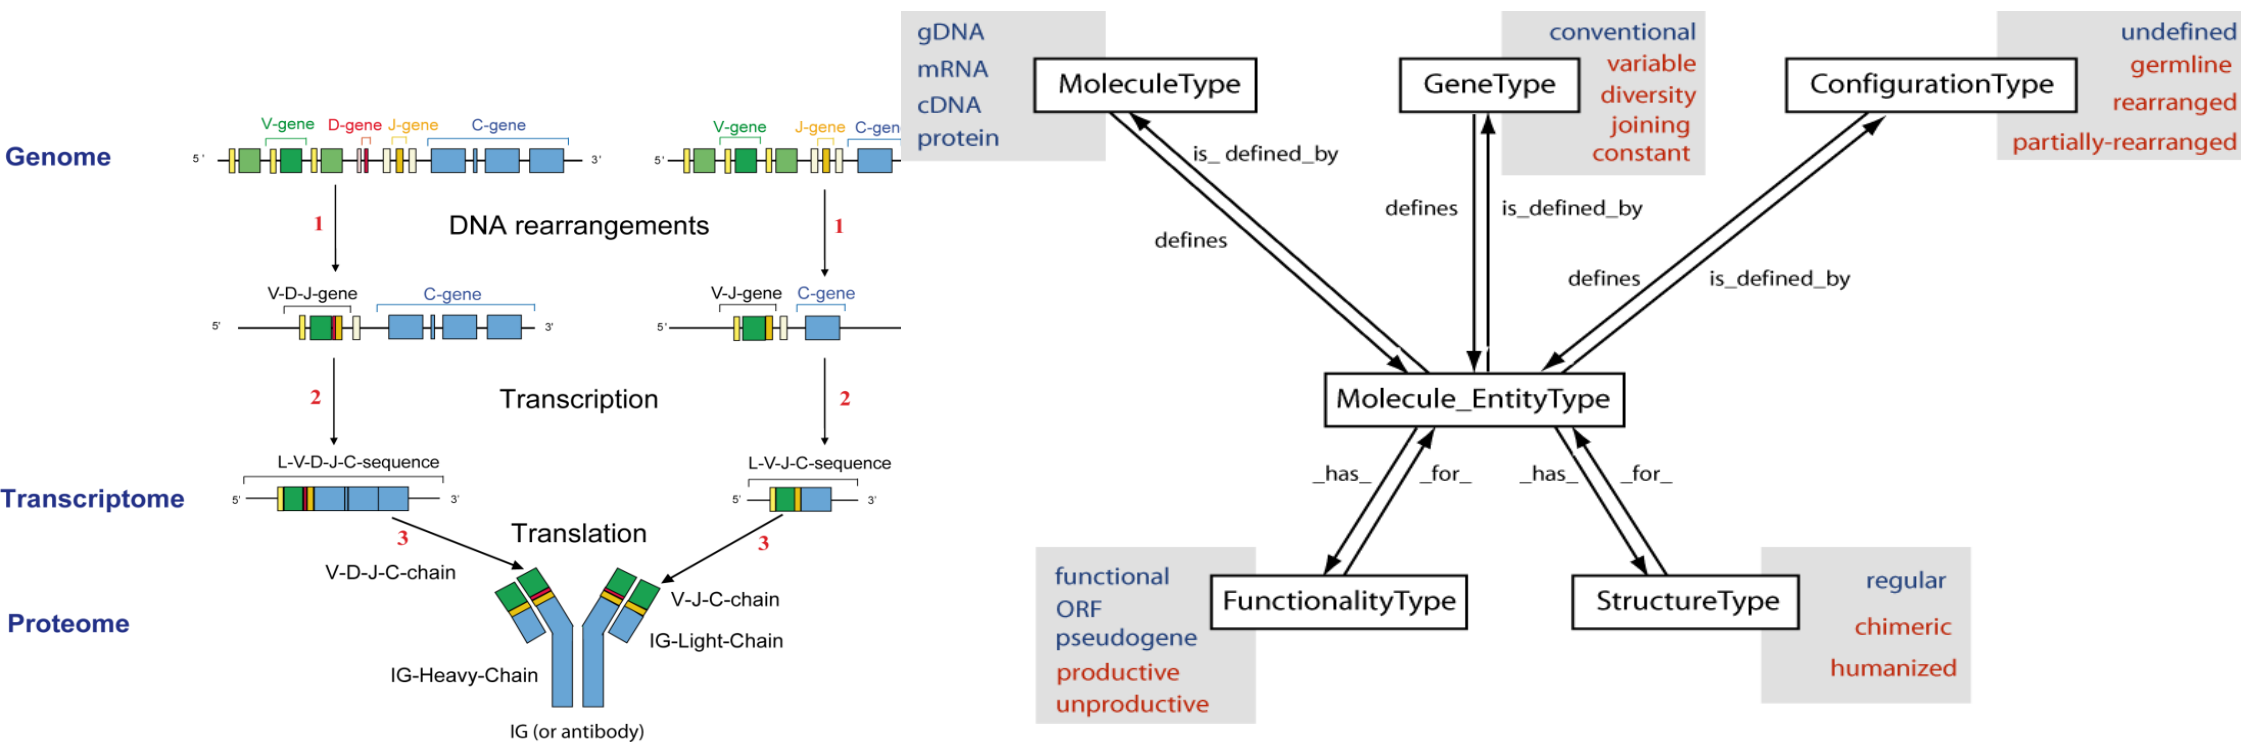 Genome
5'
V-gene
D-gene
J-gene
C-gene
3'
5'
V-gene
J-gene
C-gen
1
DNA rearrangements
1
5'
V-D-J-gene
C-gene
3'
5'
V-J-gene
C-gene
2
Transcription
2
Transcriptome
L-V-D-J-C-sequence
5'
3'
L-V-J-C-sequence
5'
3'
3
Translation
3
Proteome
V-D-J-C-chain
V-J-C-chain
IG-Light-Chain
IG-Heavy-Chain
IG (or antibody)
gDNA
mRNA
cDNA
protein
MoleculeType
conventional
variable
diversity
joining
constant
GeneType
undefined
germline
rearranged
partially-rearranged
ConfigurationType
is_ defined_by
defines
defines
is_defined_by
defines
is_defined_by
Molecule_EntityType
_has_
_for_
_has_
_for_
functional
ORF
pseudogene
productive
unproductive
FunctionalityType
StructureType
regular
chimeric
humanized